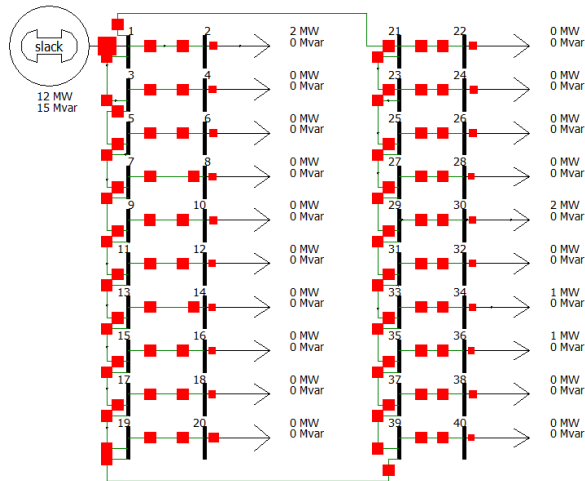 1 2 2 MW 21 22 0 MW
slack 0 Mvar 0 Mvar
12 MW
15 Mvar
3 4 0 MW 23 24 0 MW
0 Mvar 0 Mvar
5 6 0 MW 25 26 0 MW
0 Mvar 0 Mvar
7 8 0 MW 27 28 0 MW
0 Mvar 0 Mvar
9 10 0 MW 29 30 2 MW
0 Mvar 0 Mvar
11 12 0 MW 31 32 0 MW
0 Mvar 0 Mvar
13 14 0 MW 33 34 1 MW
0 Mvar 0 Mvar
15 16 0 MW 35 36 1 MW
0 Mvar 0 Mvar
17 18 0 MW 37 38 0 MW
0 Mvar 0 Mvar
19 20 0 MW 39 40 0 MW
0 Mvar 0 Mvar